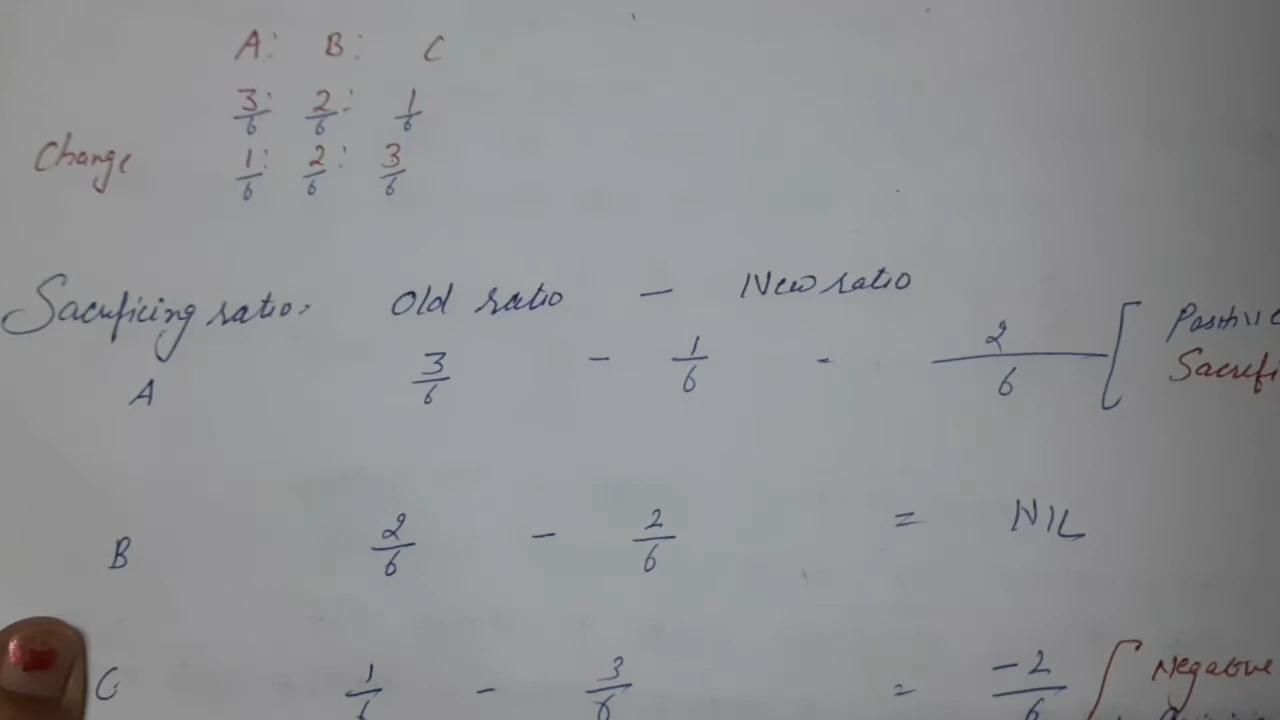 A: B: C
3/6: 2/6: 1/6
Change 1/6: 2/6: 3/6
Sacrificing ratio. Old ratio - New ratio
A 3/6 - 1/6 - 2/6 [ Positive
Sacrifi
B 2/6 - 2/6 = NIL
C 1/6 - 3/6 = -2/6 [ Negative